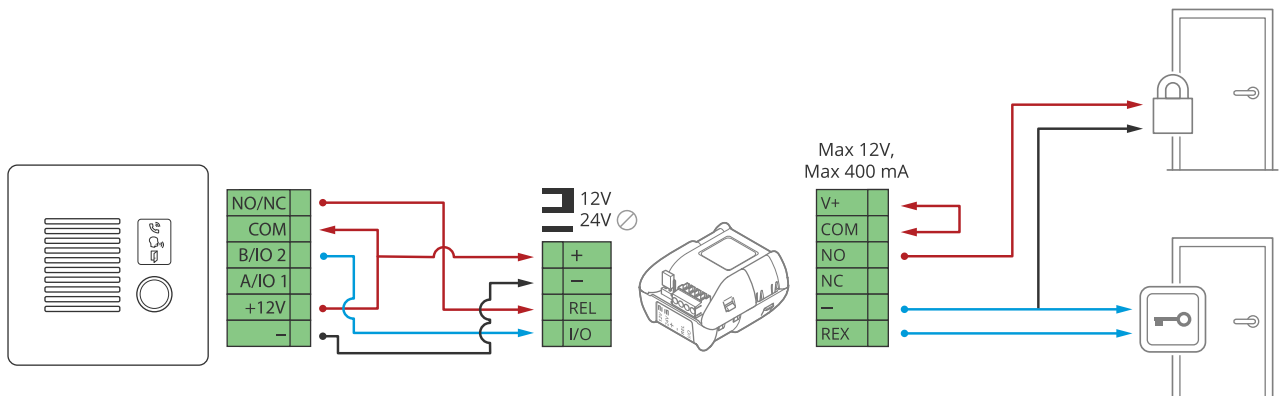 NO/NC
COM
B/IO 2
A/IO 1
+12V
–
12V
24V
+
–
REL
I/O
Max 12V,
Max 400 mA
V+
COM
NO
NC
–
REX